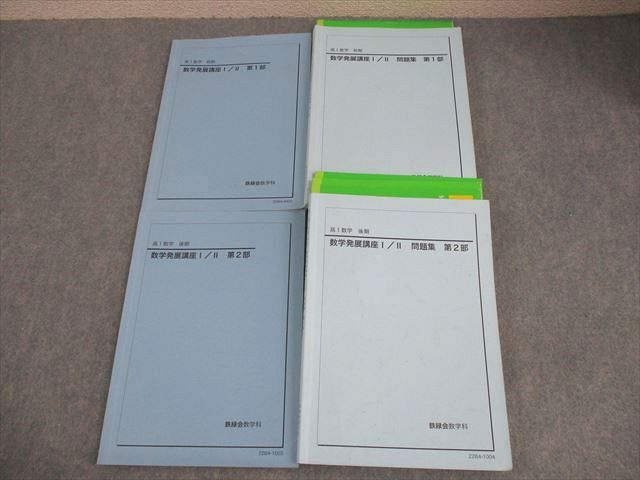 高1数学 前期
数学発展講座Ⅰ/Ⅱ 第1部
鉄緑会数学科
高1数学 前期
数学発展講座Ⅰ/Ⅱ 問題集 第1部
高1数学 後期
数学発展講座Ⅰ/Ⅱ 第2部
鉄緑会数学科
高1数学 後期
数学発展講座Ⅰ/Ⅱ 問題集 第2部
鉄緑会数学科
ZZBA-100A